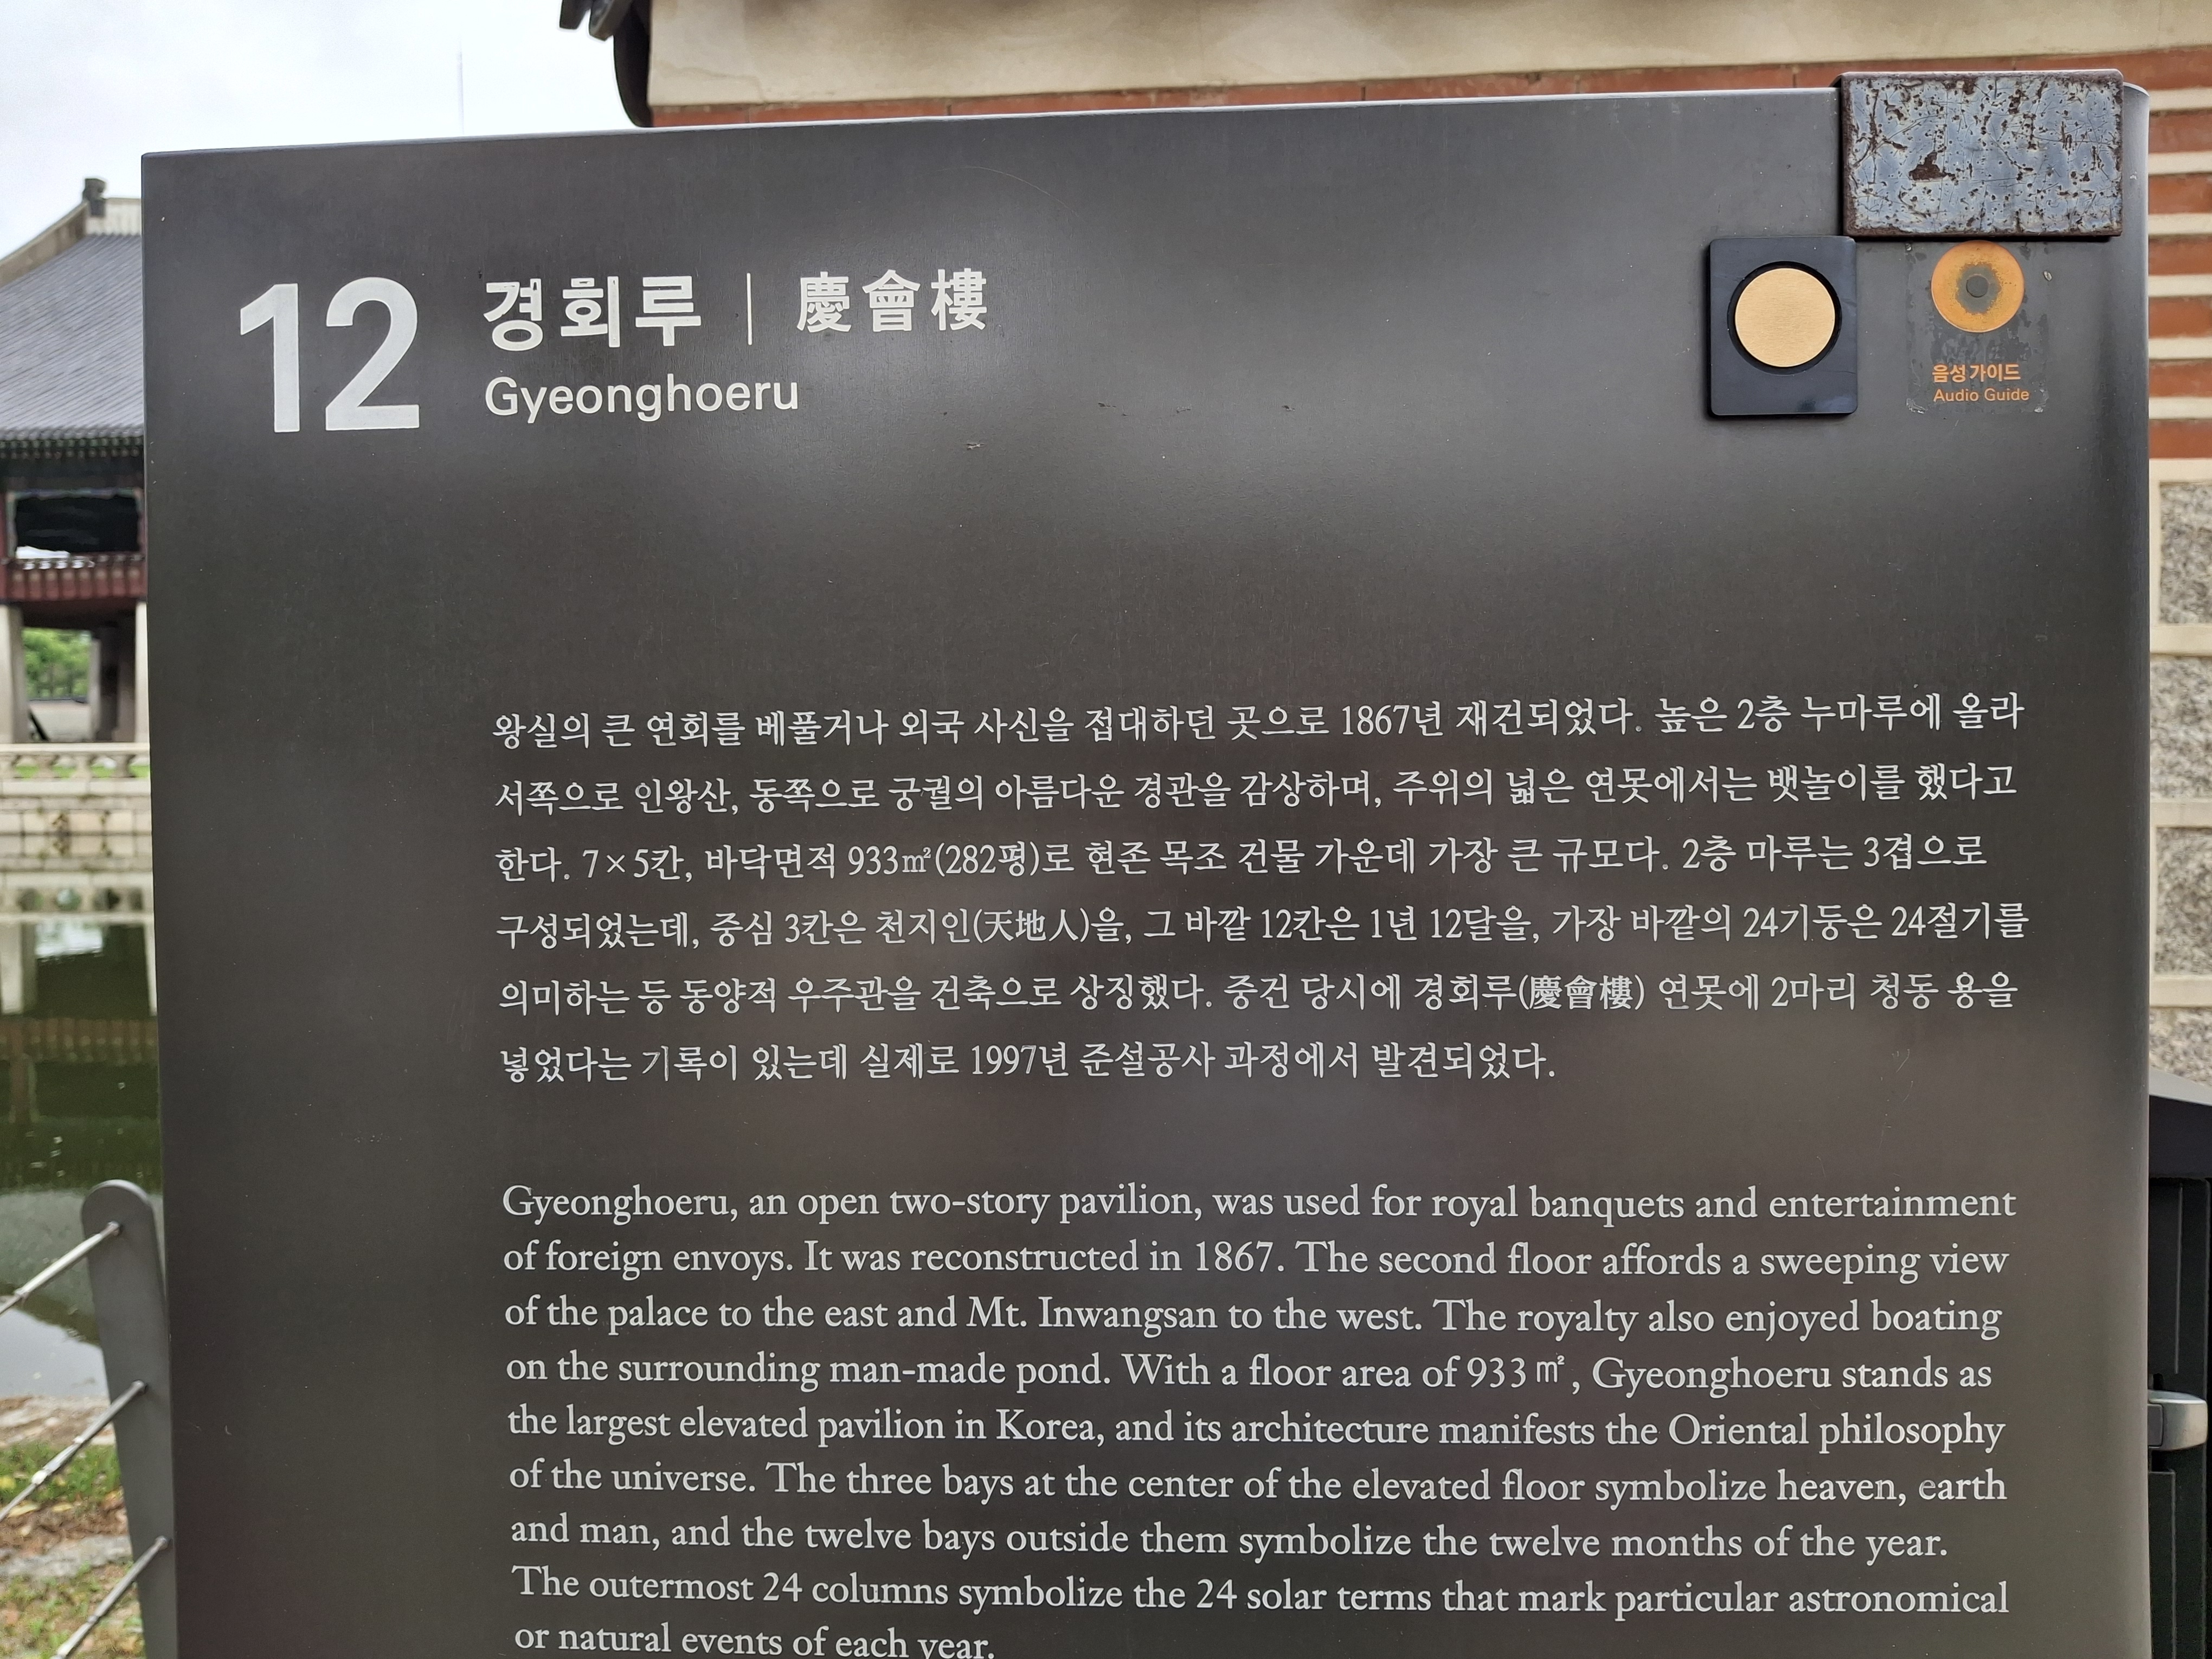 12 경회루 | 慶會樓
Gyeonghoeru
음성 가이드
Audio Guide
왕실의 큰 연회를 베풀거나 외국 사신을 접대하던 곳으로 1867년 재건되었다. 높은 2층 누마루에 올라
서쪽으로 인왕산, 동쪽으로 궁궐의 아름다운 경관을 감상하며, 주위의 넓은 연못에서는 뱃놀이를 했다고
한다. 7×5칸, 바닥면적 933㎡(282평)로 현존 목조 건물 가운데 가장 큰 규모다. 2층 마루는 3겹으로
구성되었는데, 중심 3칸은 천지인(天地人)을, 그 바깥 12칸은 1년 12달을, 가장 바깥의 24기둥은 24절기를
의미하는 등 동양적 우주관을 건축으로 상징했다. 중건 당시에 경회루(慶會樓) 연못에 2마리 청동 용을
넣었다는 기록이 있는데 실제로 1997년 준설공사 과정에서 발견되었다.
Gyeonghoeru, an open two-story pavilion, was used for royal banquets and entertainment
of foreign envoys. It was reconstructed in 1867. The second floor affords a sweeping view
of the palace to the east and Mt. Inwangsan to the west. The royalty also enjoyed boating
on the surrounding man-made pond. With a floor area of 933㎡, Gyeonghoeru stands as
the largest elevated pavilion in Korea, and its architecture manifests the Oriental philosophy
of the universe. The three bays at the center of the elevated floor symbolize heaven, earth
and man, and the twelve bays outside them symbolize the twelve months of the year.
The outermost 24 columns symbolize the 24 solar terms that mark particular astronomical
or natural events of each year.